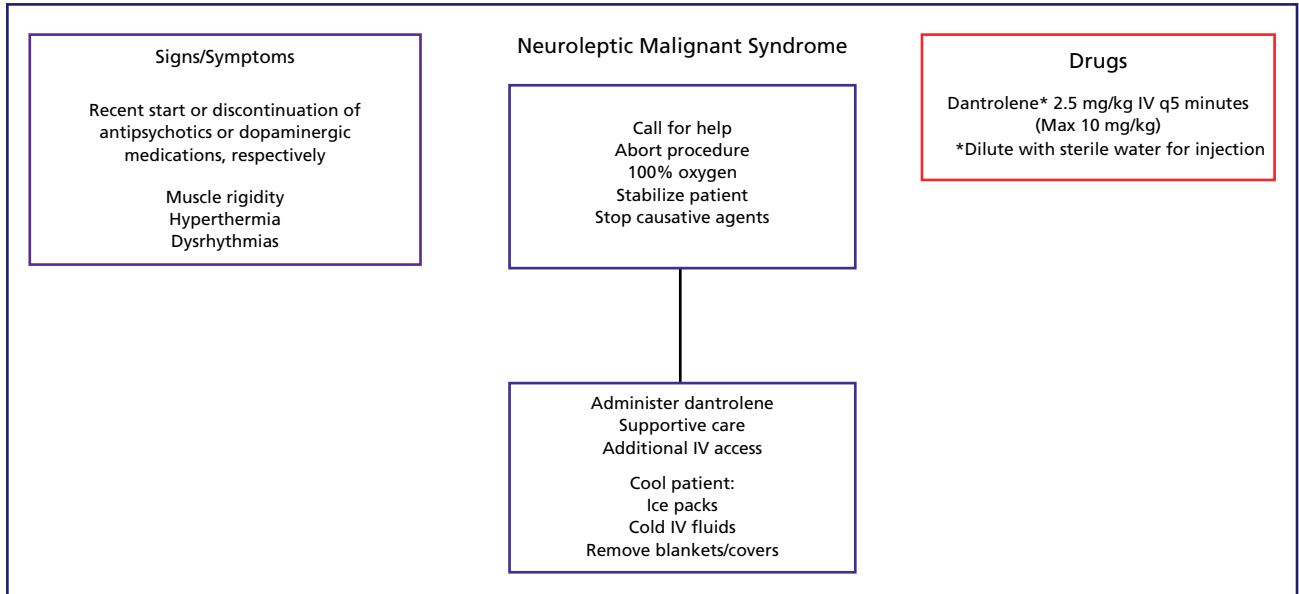 Neuroleptic Malignant Syndrome
Signs/Symptoms
Recent start or discontinuation of
antipsychotics or dopaminergic
medications, respectively
Muscle rigidity
Hyperthermia
Dysrhythmias
Call for help
Abort procedure
100% oxygen
Stabilize patient
Stop causative agents
Administer dantrolene
Supportive care
Additional IV access
Cool patient:
Ice packs
Cold IV fluids
Remove blankets/covers
Drugs
Dantrolene* 2.5 mg/kg IV q5 minutes
(Max 10 mg/kg)
*Dilute with sterile water for injection